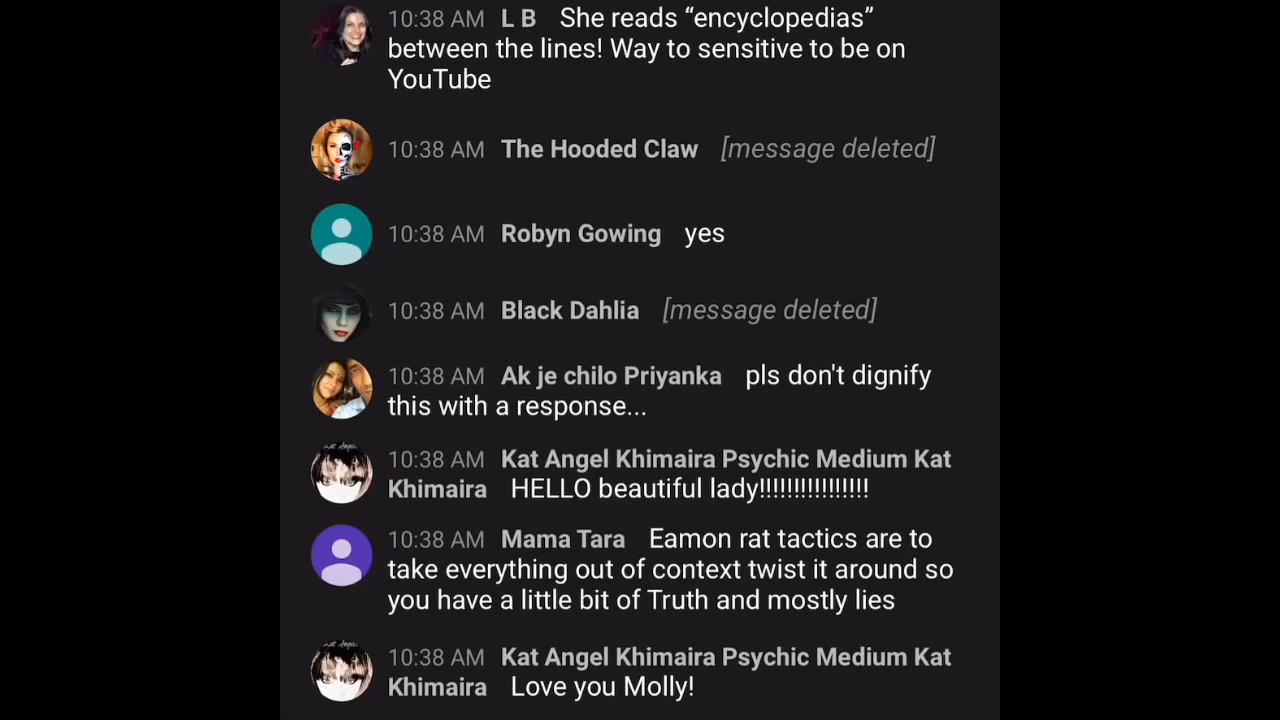 10:38 AM L B She reads “encyclopedias”
between the lines! Way to sensitive to be on
YouTube
10:38 AM The Hooded Claw [message deleted]
10:38 AM Robyn Gowing yes
10:38 AM Black Dahlia [message deleted]
10:38 AM Ak je chilo Priyanka pls don't dignify
this with a response...
10:38 AM Kat Angel Khimaira Psychic Medium Kat
Khimaira HELLO beautiful lady!!!!!!!!!!!!!!!!
10:38 AM Mama Tara Eamon rat tactics are to
take everything out of context twist it around so
you have a little bit of Truth and mostly lies
10:38 AM Kat Angel Khimaira Psychic Medium Kat
Khimaira Love you Molly!